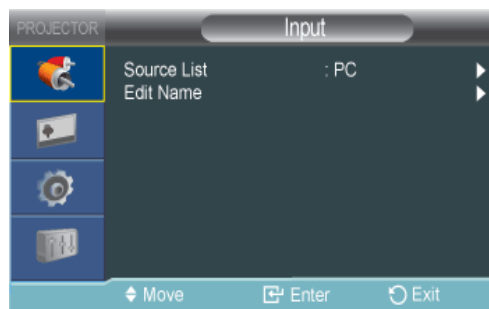 PROJECTOR Input
Source List : PC
Edit Name
Move Enter Exit